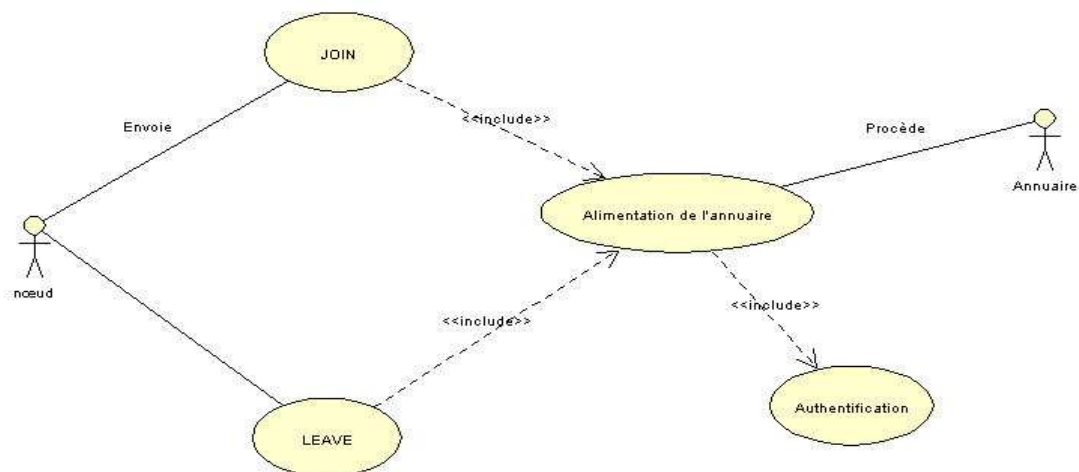 JOIN
Envoie
<<include>>
Procède
Annuaire
Alimentation de l'annuaire
nœud
<<include>>
<<include>>
Authentification
LEAVE